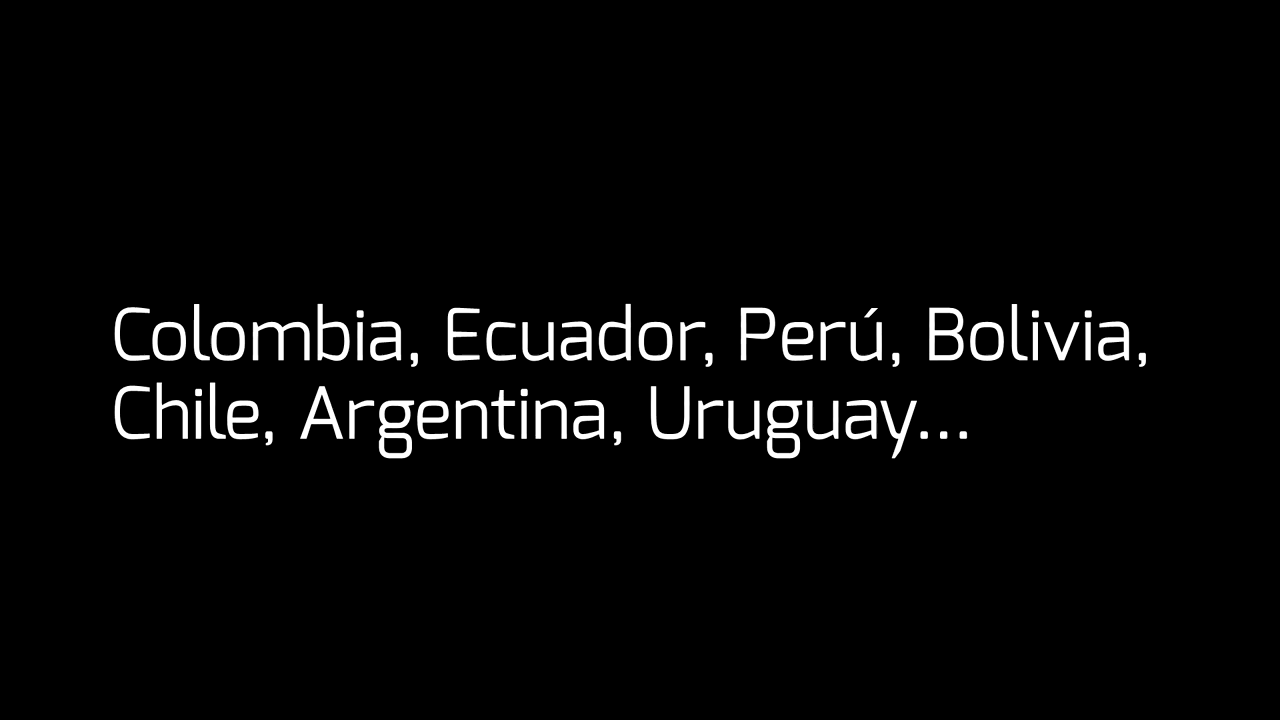 Colombia, Ecuador, Perú, Bolivia,
Chile, Argentina, Uruguay...